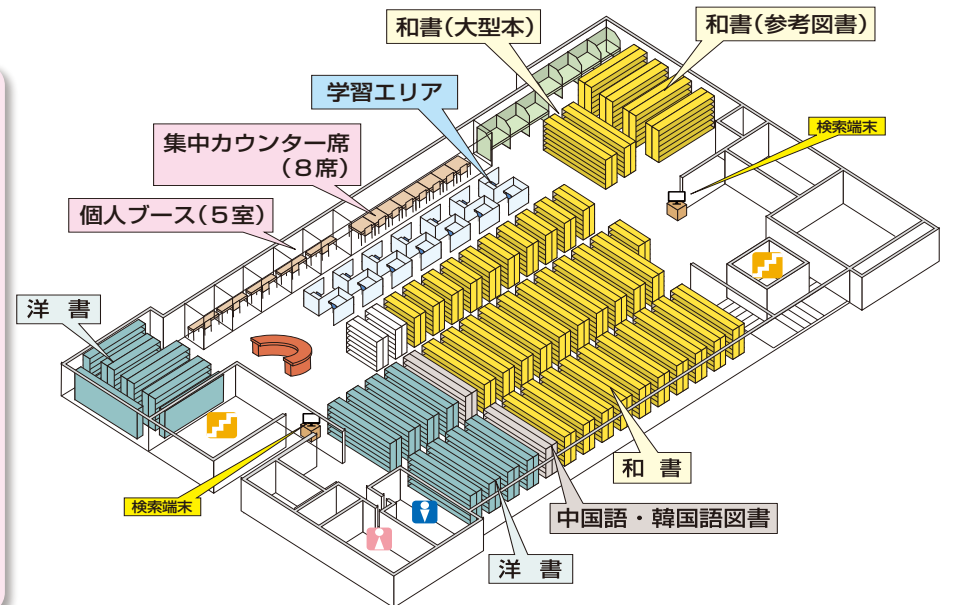 和書(大型本)
和書(参考図書)
学習エリア
検索端末
集中カウンター席
(8席)
個人ブース(5室)
洋 書
検索端末
和 書
中国語・韓国語図書
洋 書